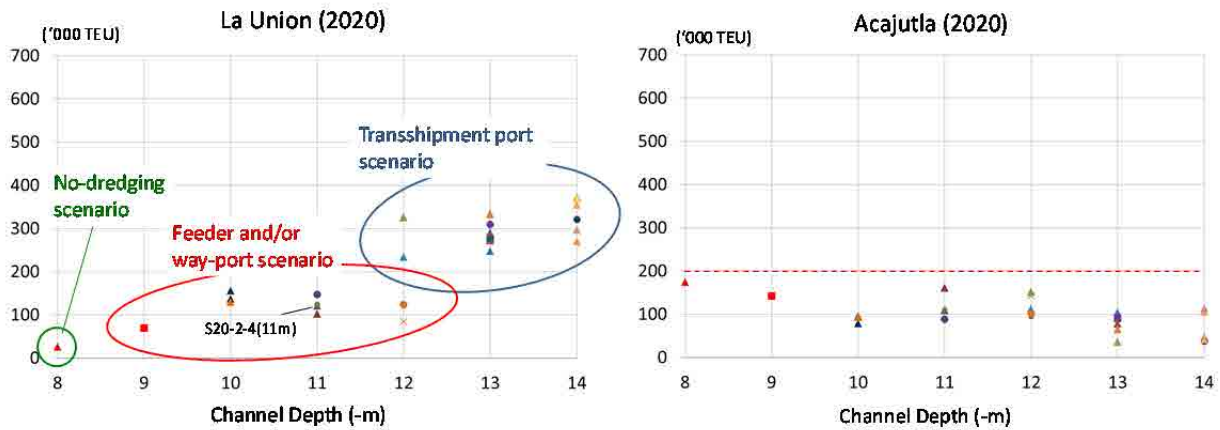 La Union (2020)
('000 TEU)
700
600
500
400
300
200
100
0
Transshipment port
scenario
No-dredging
scenario
Feeder and/or
way-port scenario
S20-2-4(11m)
8 9 10 11 12 13 14
Channel Depth (-m)
Acajutla (2020)
('000 TEU)
700
600
500
400
300
200
100
0
8 9 10 11 12 13 14
Channel Depth (-m)